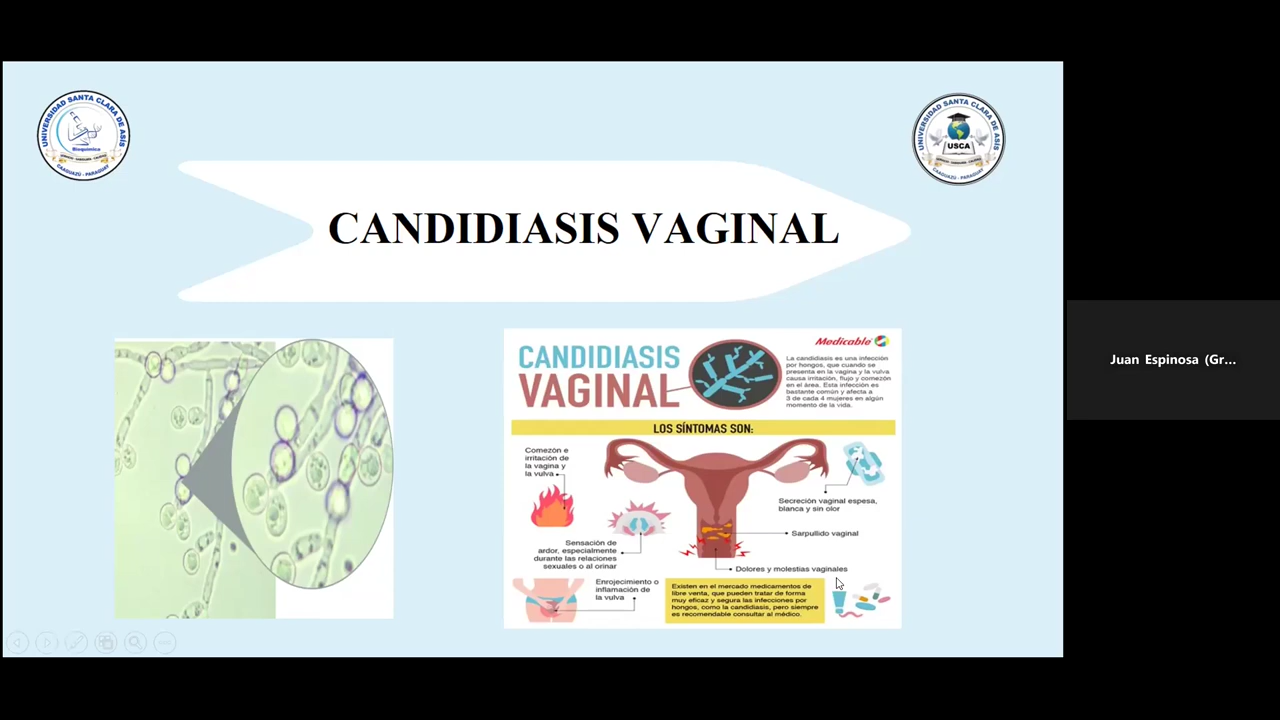 UNIVERSIDAD SANTA CLARA DE ASIS
Bioquímica
CAAGUAZÚ - PARAGUAY
UNIVERSIDAD SANTA CLARA DE ASIS
USCA
CAAGUAZÚ - PARAGUAY
CANDIDIASIS VAGINAL
Juan Espinosa (Gr...
CANDIDIASIS
VAGINAL
Medicable
La candidiasis es una infección
por hongos, que cuando se
presenta en la vagina y la vulva
causa irritación, flujo y comezón
en el área. Esta infección es
bastante común y afecta a
3 de cada 4 mujeres en algún
momento de la vida.
LOS SÍNTOMAS SON:
Comezón e
irritación de
la vagina y
la vulva
Secreción vaginal espesa,
blanca y sin olor
Sarpullido vaginal
Sensación de
ardor, especialmente
durante las relaciones
sexuales o al orinar
Dolores y molestias vaginales
Enrojecimiento o
inflamación de
la vulva
Existen en el mercado medicamentos de
libre venta, que pueden tratar de forma
muy eficaz y segura las infecciones por
hongos, como la candidiasis, pero siempre
es recomendable consultar al médico.